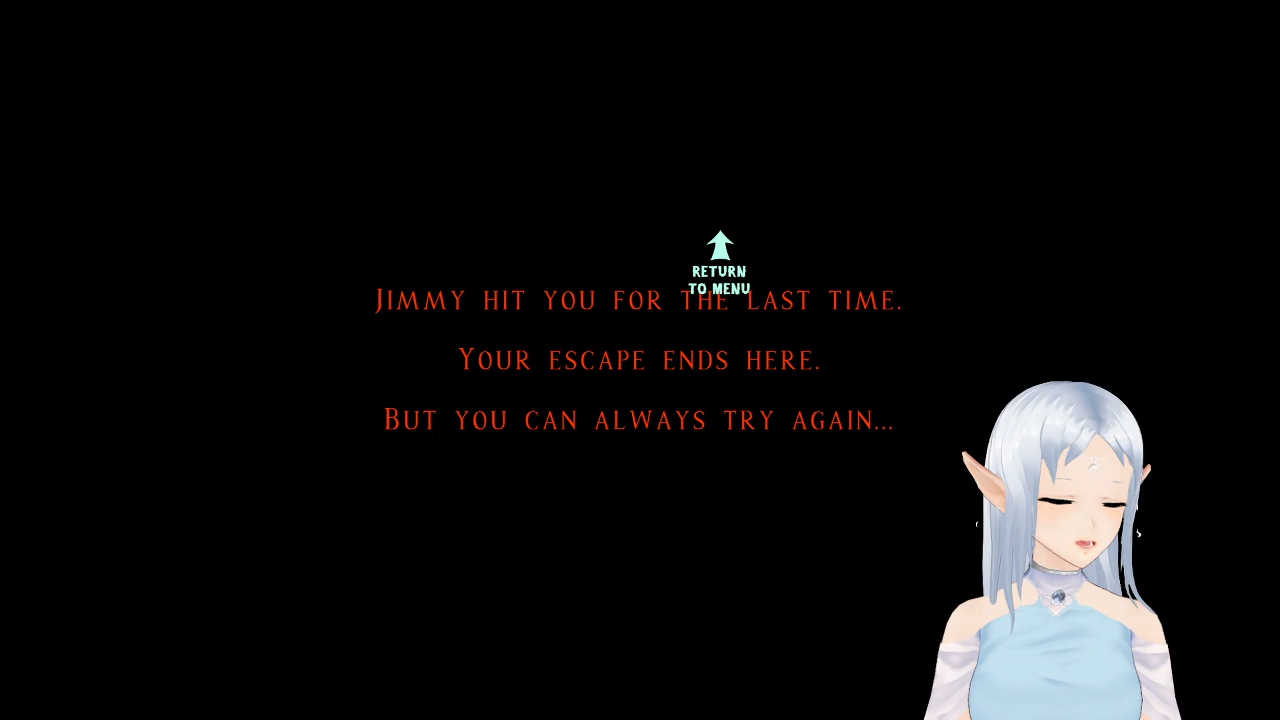 RETURN
TO MENU
Jimmy hit you for the last time.
Your escape ends here.
But you can always try again...